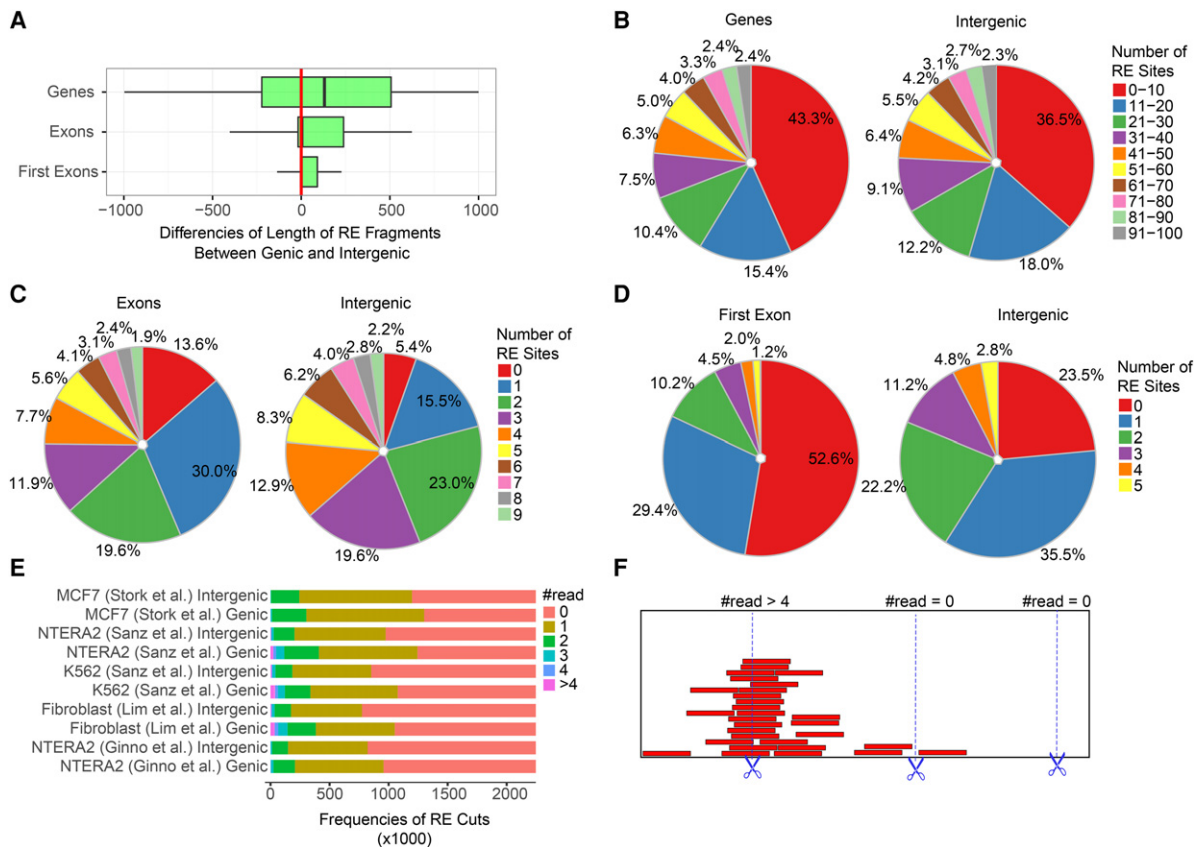 A
Genes
Exons
First Exons
−1000
−500
0
500
1000
Differencies of Length of RE Fragments
Between Genic and Intergenic
B
Genes
43.3%
15.4%
10.4%
7.5%
6.3%
5.0%
4.0%
3.3%
2.4%
2.4%
Intergenic
36.5%
18.0%
12.2%
9.1%
6.4%
5.5%
4.2%
3.1%
2.7%
2.3%
Number of
RE Sites
0−10
11−20
21−30
31−40
41−50
51−60
61−70
71−80
81−90
91−100
C
Exons
13.6%
30.0%
19.6%
11.9%
7.7%
5.6%
4.1%
3.1%
2.4%
1.9%
Intergenic
5.4%
15.5%
23.0%
19.6%
12.9%
8.3%
6.2%
4.0%
2.8%
2.2%
Number of
RE Sites
0
1
2
3
4
5
6
7
8
9
D
First Exon
52.6%
29.4%
10.2%
4.5%
2.0%
1.2%
Intergenic
23.5%
35.5%
22.2%
11.2%
4.8%
2.8%
Number of
RE Sites
0
1
2
3
4
5
E
MCF7 (Stork et al.) Intergenic
MCF7 (Stork et al.) Genic
NTERA2 (Sanz et al.) Intergenic
NTERA2 (Sanz et al.) Genic
K562 (Sanz et al.) Intergenic
K562 (Sanz et al.) Genic
Fibroblast (Lim et al.) Intergenic
Fibroblast (Lim et al.) Genic
NTERA2 (Ginno et al.) Intergenic
NTERA2 (Ginno et al.) Genic
0
500
1000
1500
2000
Frequencies of RE Cuts
(x1000)
#read
0
1
2
3
4
>4
F
#read > 4
#read = 0
#read = 0